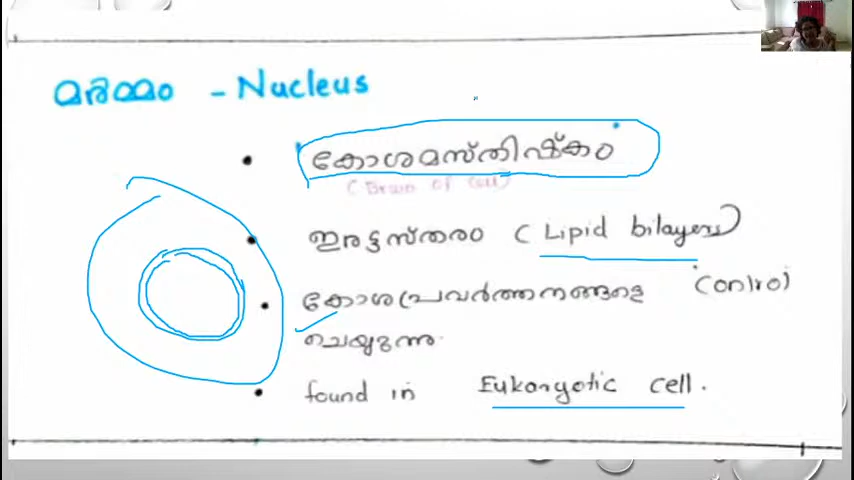 മർമ്മം - Nucleus
കോശമസ്തിഷ്കം
(Brain of cell)
ഇരട്ടസ്തരം (Lipid bilayers)
കോശപ്രവർത്തനങ്ങളെ Control
ചെയ്യുന്നു.
found in Eukaryotic cell.